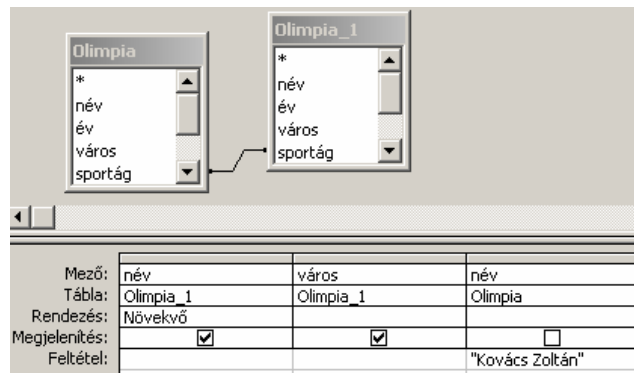 Olimpia
*
név
év
város
sportág
Olimpia_1
*
név
év
város
sportág
Mező: név város név
Tábla: Olimpia_1 Olimpia_1 Olimpia
Rendezés: Növekvő
Megjelenítés:
Feltétel: "Kovács Zoltán"